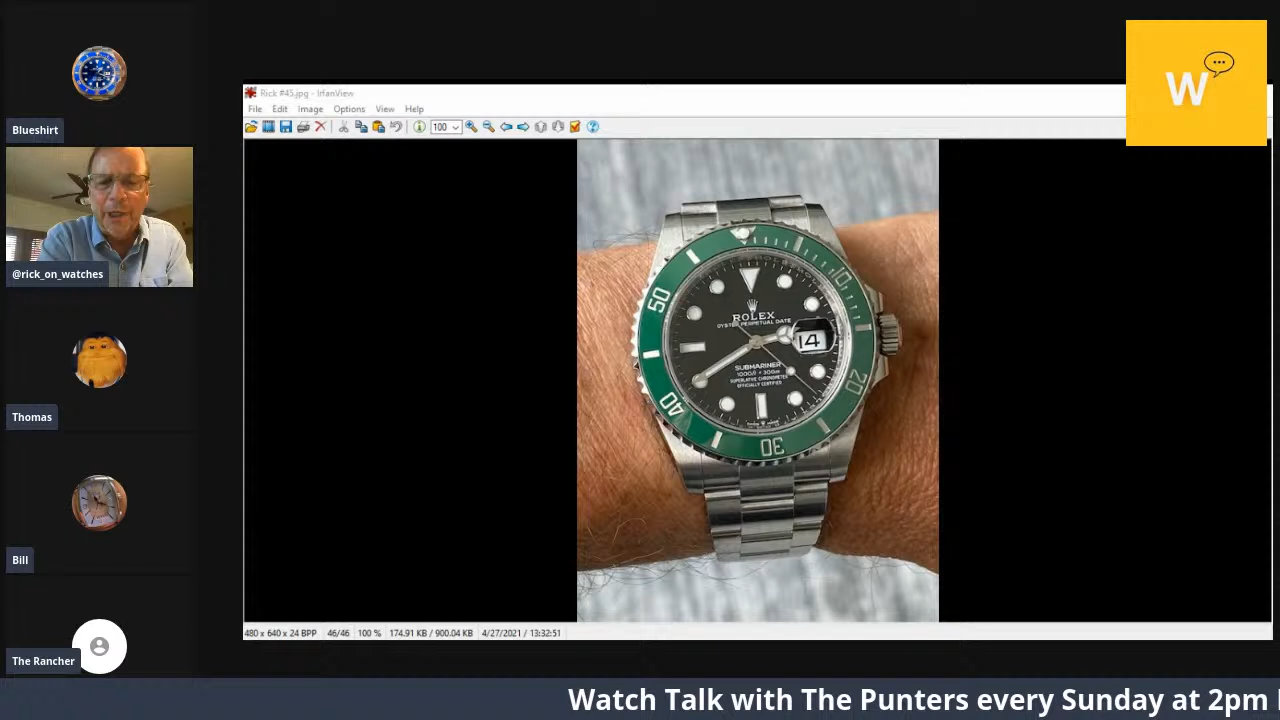 Blueshirt
@rick_on_watches
Thomas
Bill
The Rancher
Rick #45.jpg - IrfanView
File Edit Image Options View Help
100
W
10
20
30
40
50
ROLEX
OYSTER PERPETUAL DATE
14
SUBMARINER
1000ft = 300m
SUPERLATIVE CHRONOMETER
OFFICIALLY CERTIFIED
480 x 640 x 24 BPP 46/46 100 % 174.91 KB / 900.04 KB 4/27/2021 / 13:32:51
Watch Talk with The Punters every Sunday at 2pm